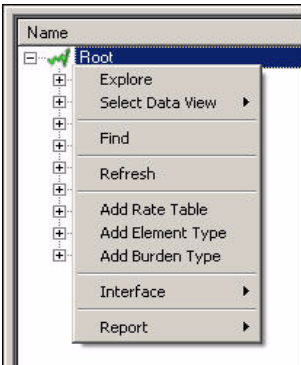 Name
Root
Explore
Select Data View
Find
Refresh
Add Rate Table
Add Element Type
Add Burden Type
Interface
Report